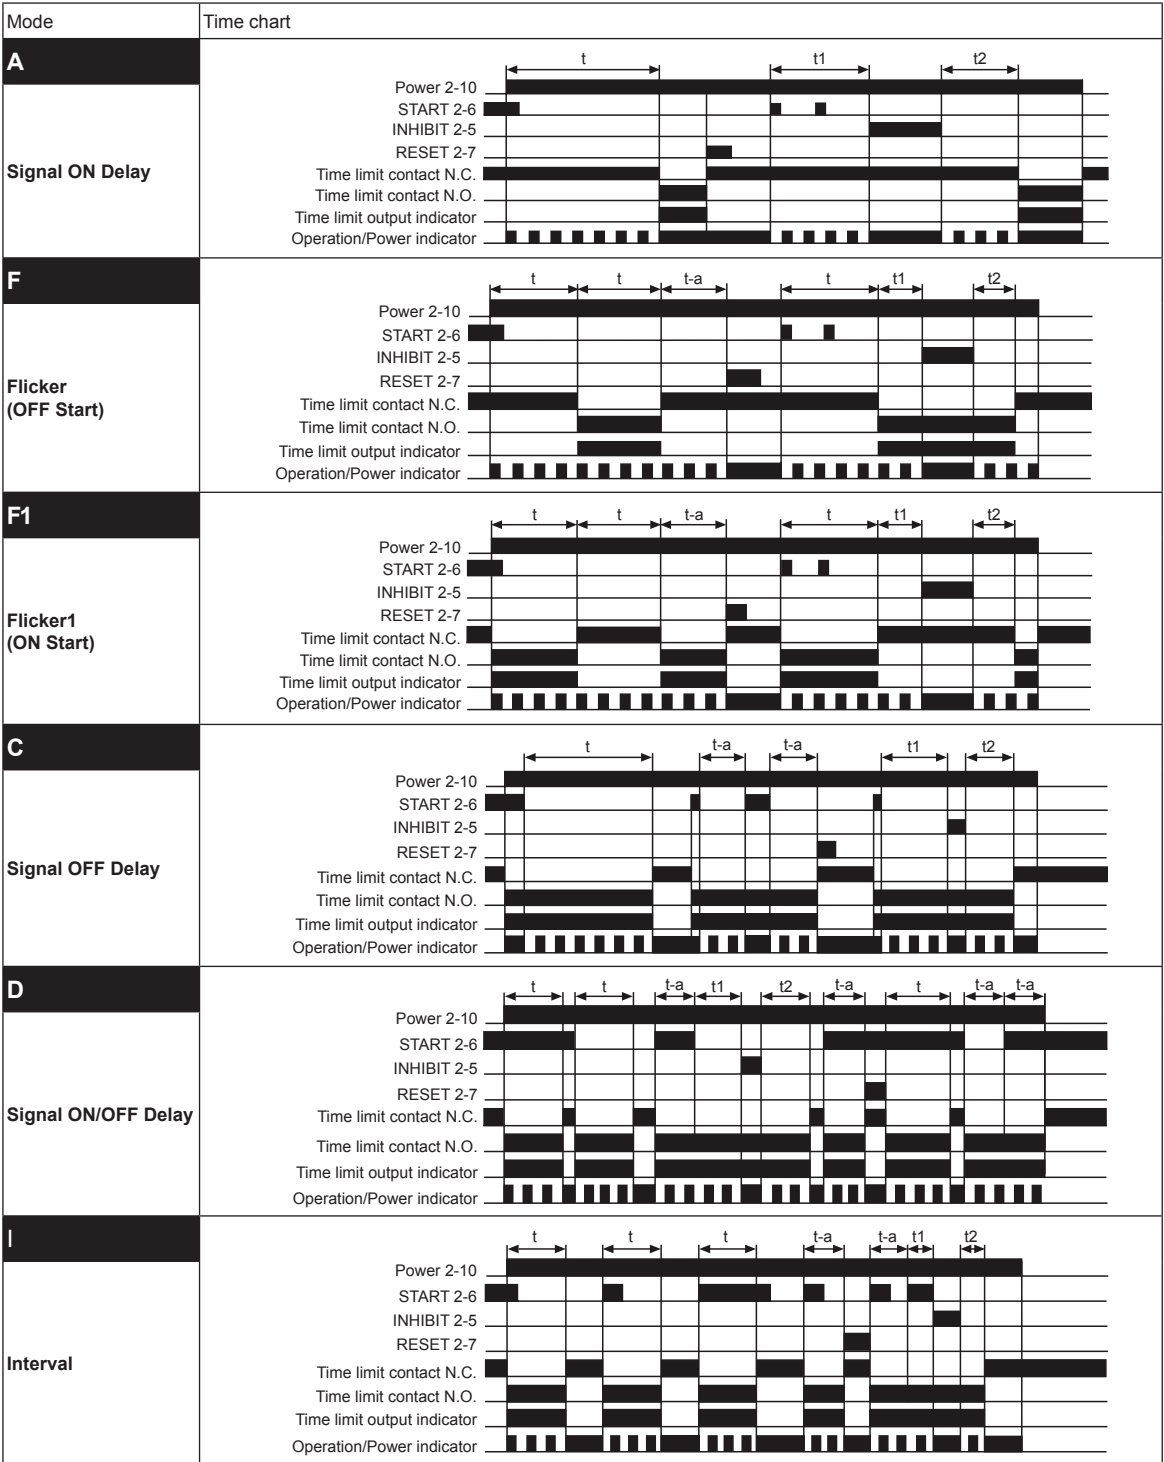 Mode Time chart
A
t t1 t2
Power 2-10
START 2-6
INHIBIT 2-5
RESET 2-7
Signal ON Delay
Time limit contact N.C.
Time limit contact N.O.
Time limit output indicator
Operation/Power indicator
F
t t t-a t t1 t2
Power 2-10
START 2-6
INHIBIT 2-5
RESET 2-7
Flicker
(OFF Start)
Time limit contact N.C.
Time limit contact N.O.
Time limit output indicator
Operation/Power indicator
F1
t t t-a t t1 t2
Power 2-10
START 2-6
INHIBIT 2-5
RESET 2-7
Flicker1
(ON Start)
Time limit contact N.C.
Time limit contact N.O.
Time limit output indicator
Operation/Power indicator
C
t t-a t-a t1 t2
Power 2-10
START 2-6
INHIBIT 2-5
RESET 2-7
Signal OFF Delay
Time limit contact N.C.
Time limit contact N.O.
Time limit output indicator
Operation/Power indicator
D
t t t-a t1 t2 t-a t t-a t-a
Power 2-10
START 2-6
INHIBIT 2-5
RESET 2-7
Signal ON/OFF Delay
Time limit contact N.C.
Time limit contact N.O.
Time limit output indicator
Operation/Power indicator
I
t t t t-a t-a t1 t2
Power 2-10
START 2-6
INHIBIT 2-5
RESET 2-7
Interval
Time limit contact N.C.
Time limit contact N.O.
Time limit output indicator
Operation/Power indicator